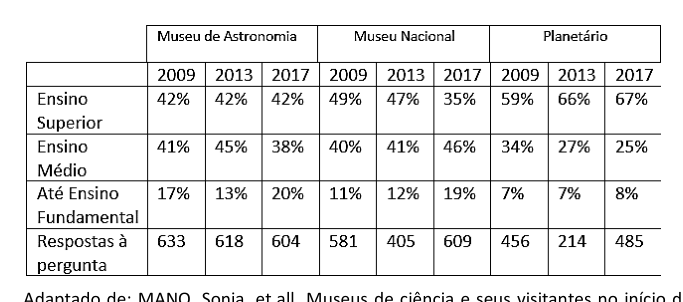 Museu de Astronomia Museu Nacional Planetário
2009 2013 2017 2009 2013 2017 2009 2013 2017
Ensino Superior 42% 42% 42% 49% 47% 35% 59% 66% 67%
Ensino Médio 41% 45% 38% 40% 41% 46% 34% 27% 25%
Até Ensino Fundamental 17% 13% 20% 11% 12% 19% 7% 7% 8%
Respostas à pergunta 633 618 604 581 405 609 456 214 485
Adaptado de: MANO, Sonia, et.all. Museus de ciência e seus visitantes no início d